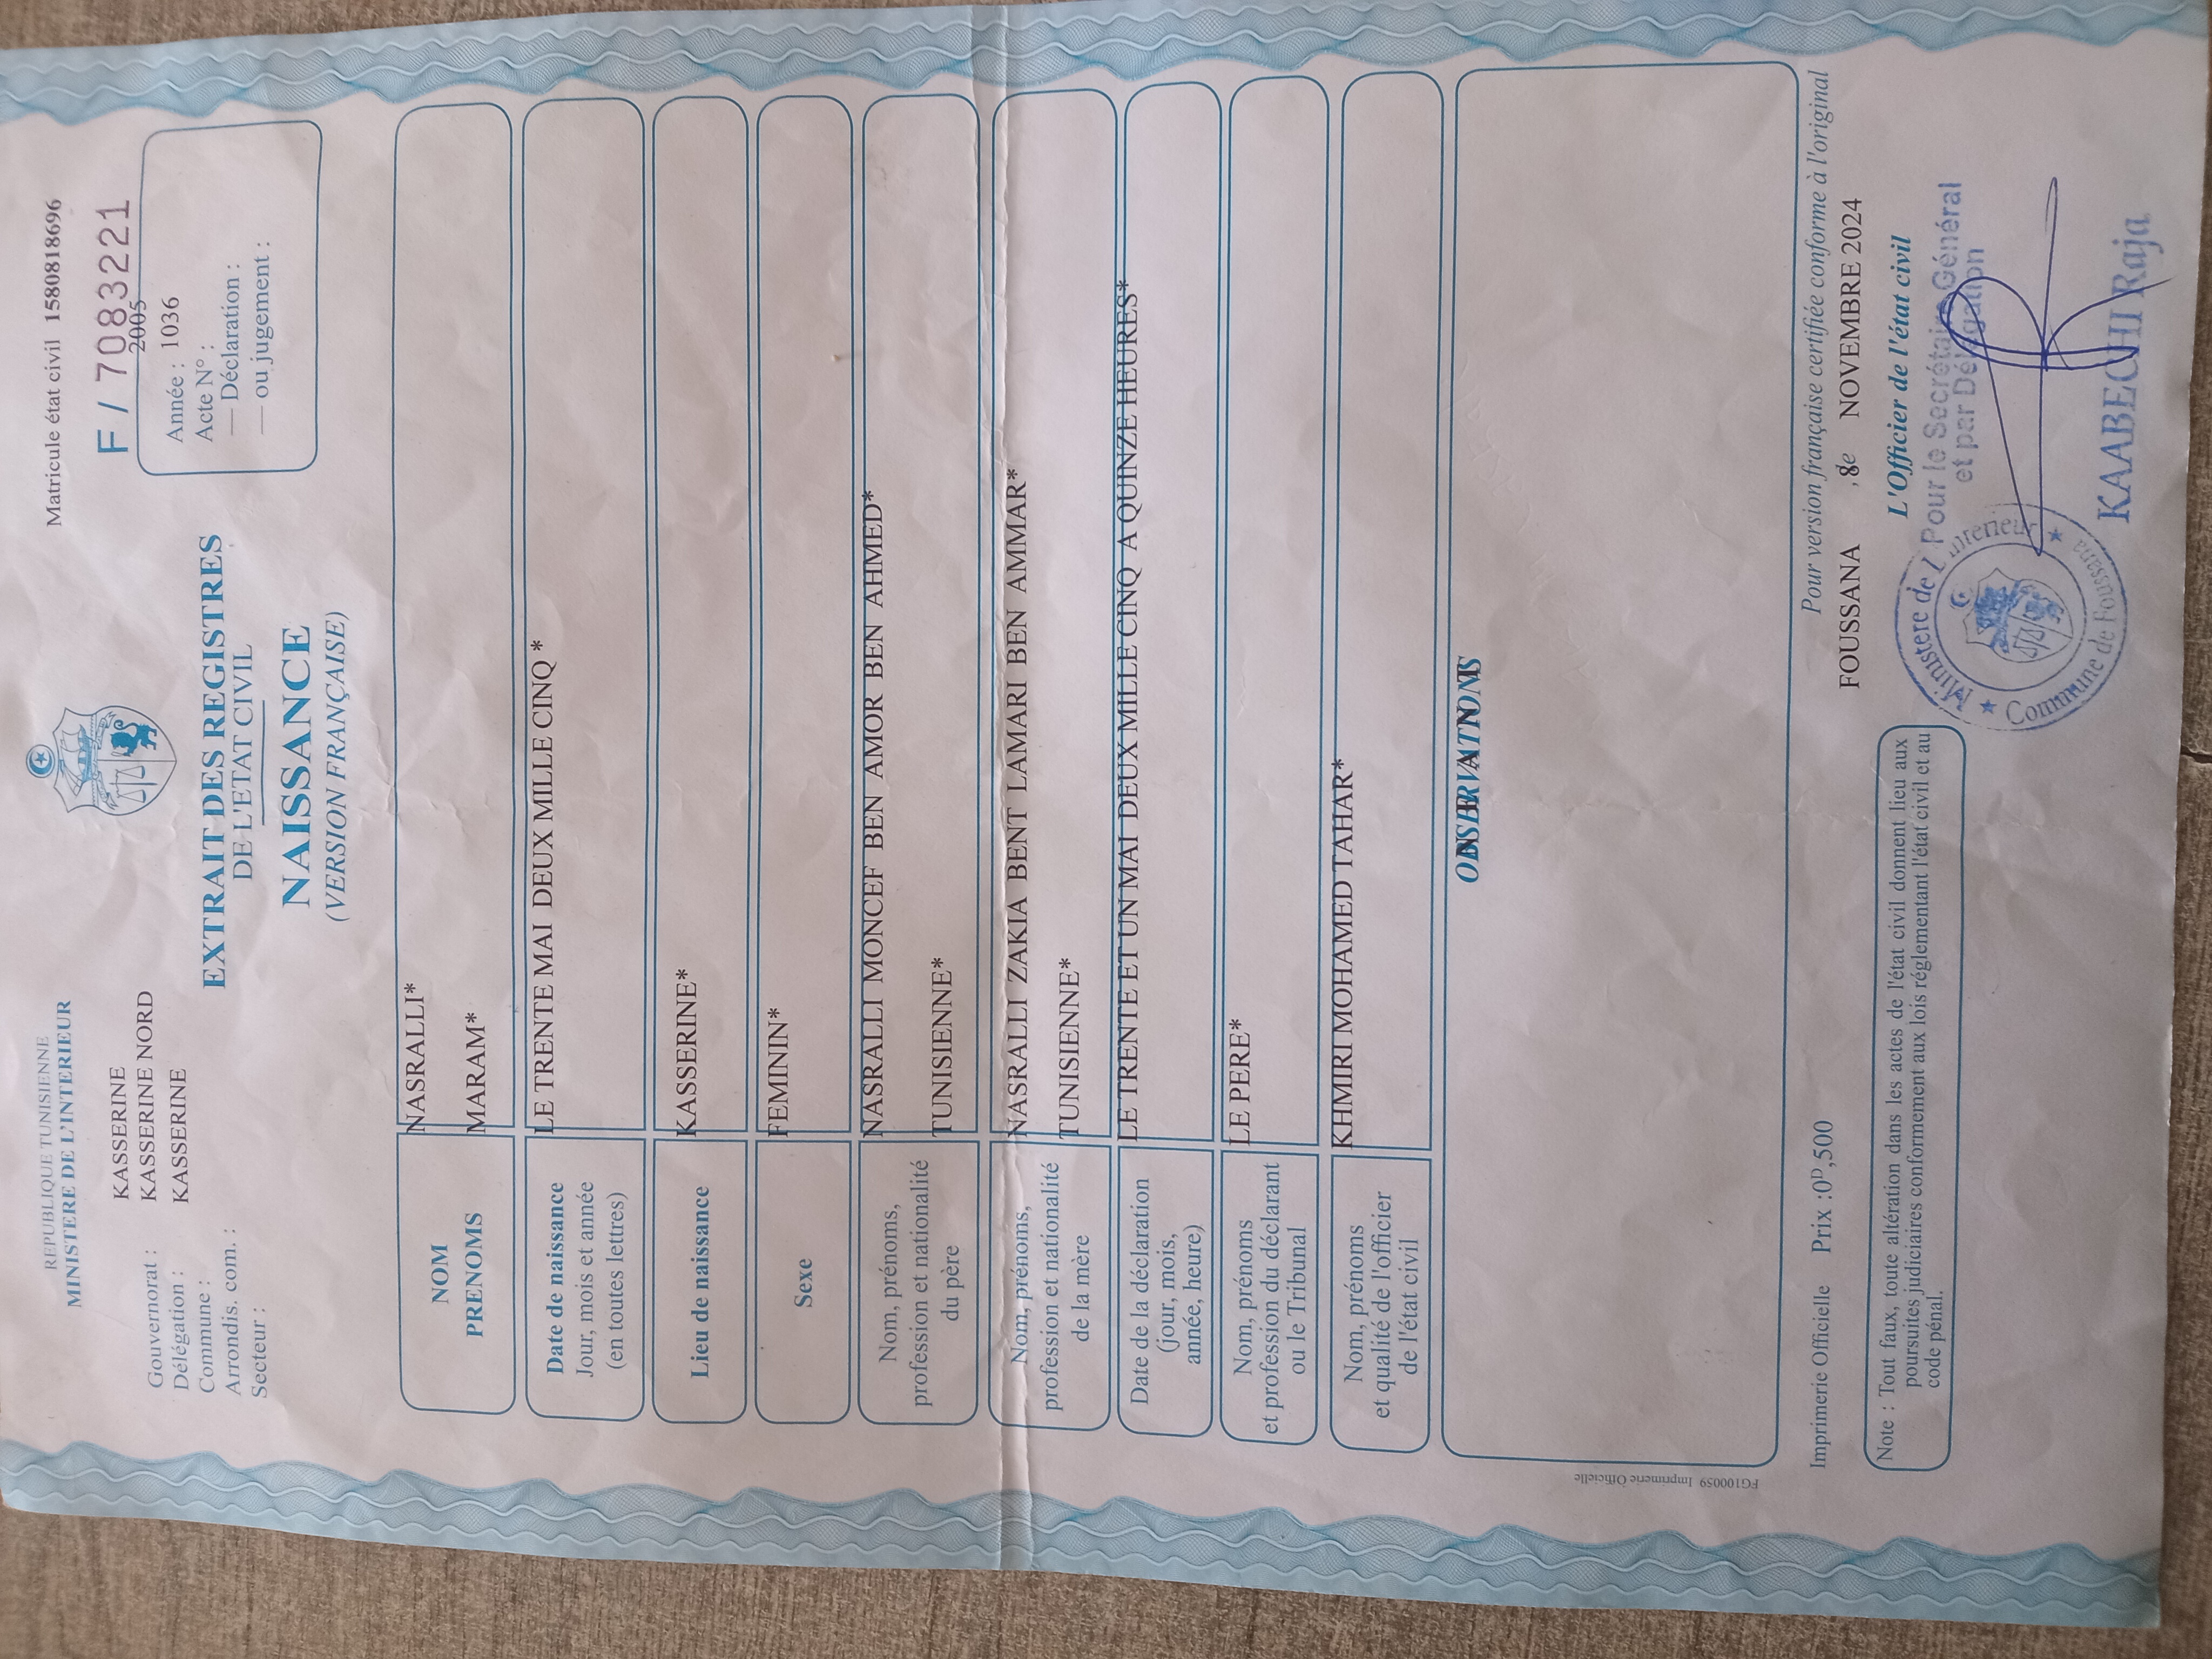 REPUBLIQUE TUNISIENNE
MINISTERE DE L'INTERIEUR
Matricule état civil 1580818696
F / 7083221
Gouvernorat : KASSERINE
Délégation : KASSERINE NORD
Commune : KASSERINE
Arrondis. com. :
Secteur :
2005
Année : 1036
Acte N° :
— Déclaration :
— ou jugement :
EXTRAIT DES REGISTRES
DE L'ETAT CIVIL
NAISSANCE
(VERSION FRANÇAISE)
NOM NASRALLI*
PRENOMS MARAM*
Date de naissance
Jour, mois et année
(en toutes lettres)
LE TRENTE MAI DEUX MILLE CINQ *
Lieu de naissance KASSERINE*
Sexe FEMININ*
Nom, prénoms,
profession et nationalité
du père
NASRALLI MONCEF BEN AMOR BEN AHMED*
TUNISIENNE*
Nom, prénoms,
profession et nationalité
de la mère
NASRALLI ZAKIA BENT LAMARI BEN AMMAR*
TUNISIENNE*
Date de la déclaration
(jour, mois,
année, heure)
LE TRENTE ET UN MAI DEUX MILLE CINQ A QUINZE HEURES*
Nom, prénoms
et profession du déclarant
ou le Tribunal
LE PERE*
Nom, prénoms
et qualité de l'officier
de l'état civil
KHMIRI MOHAMED TAHAR*
OBSERVATIONS
FG100059 Imprimerie Officielle
Imprimerie Officielle Prix :0D,500
Pour version française certifiée conforme à l'original
FOUSSANA , 8e NOVEMBRE 2024
L'Officier de l'état civil
Pour le Secrétaire Général
et par Délégation
KAABECHI Raja
Ministere de l'Interieur
Commune de Foussana
Note : Tout faux, toute altération dans les actes de l'état civil donnent lieu aux
poursuites judiciaires conformement aux lois réglementant l'état civil et au
code pénal.